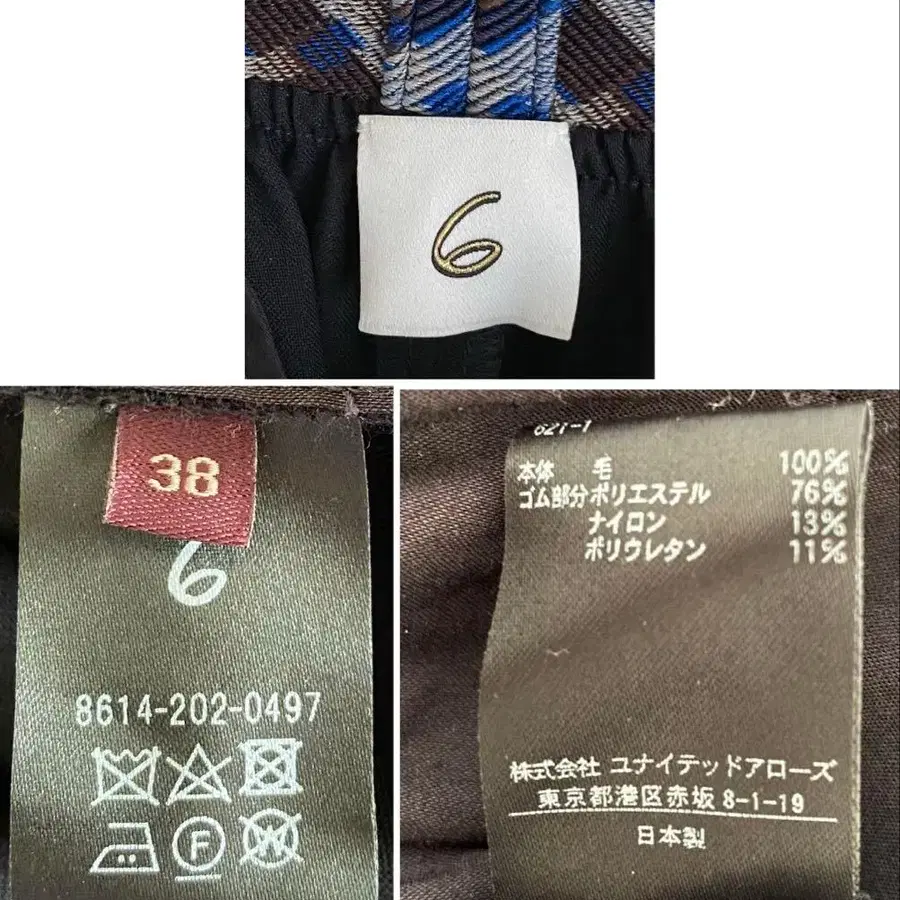 6
38
6
8614-202-0497
F
W
本体 毛 100%
ゴム部分 ポリエステル 76%
ナイロン 13%
ポリウレタン 11%
株式会社 ユナイテッドアローズ
東京都港区赤坂 8-1-19
日本製